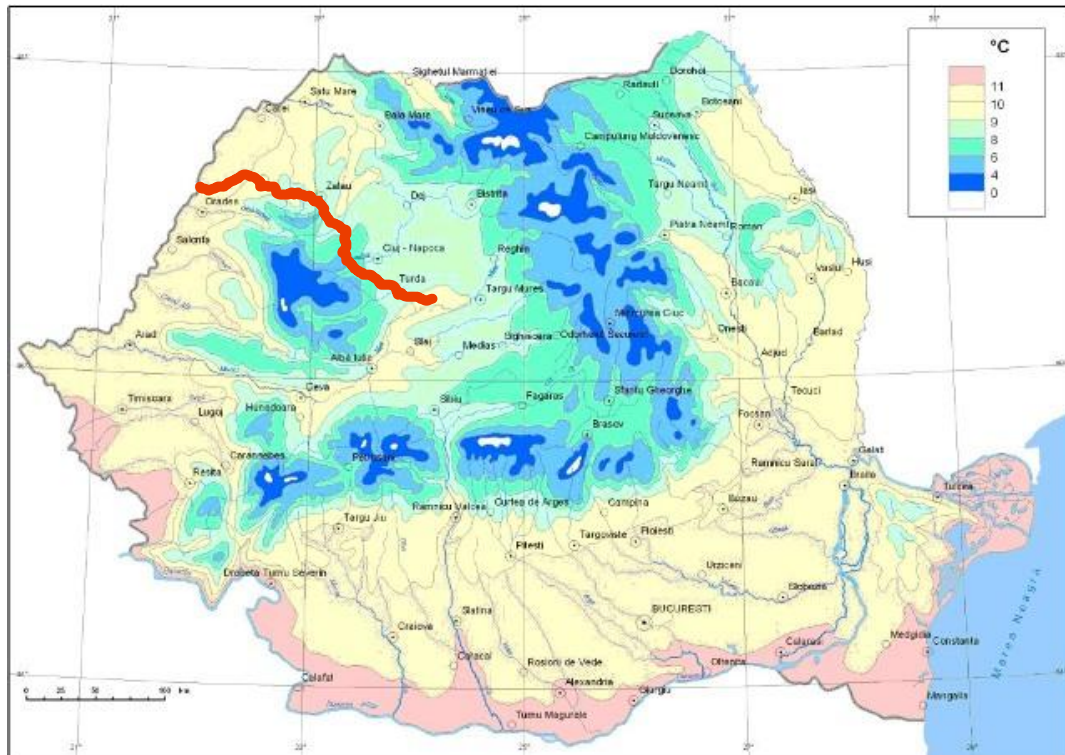 °C
11
10
9
8
6
4
0
Sighetul Marmatiei
Dorohoi
Satu Mare
Radauti
Botosani
Carei
Baia Mare
Suceava
Campulung Moldovenesc
Zalau
Dej
Bistrita
Targu Neamt
Iasi
Oradea
Piatra Neamt
Roman
Salonta
Cluj - Napoca
Reghin
Husi
Vaslui
Turda
Targu Mures
Bacau
Miercurea Ciuc
Onesti
Barlad
Arad
Sighisoara
Odorheiul Secuiesc
Blaj
Medias
Adjud
Alba Iulia
Deva
Sfantu Gheorghe
Tecuci
Timisoara
Hunedoara
Sibiu
Fagaras
Lugoj
Focsani
Brasov
Caransebes
Petrosani
Galati
Resita
Ramnicu Sarat
Braila
Tulcea
Ramnicu Valcea
Curtea de Arges
Campina
Buzau
Targu Jiu
Targoviste
Ploiesti
Pitesti
Drobeta Turnu Severin
Urziceni
Slobozia
Slatina
BUCURESTI
Craiova
Medgidia
Constanta
Calarasi
Caracal
Rosiorii de Vede
Oltenita
Calafat
Alexandria
Giurgiu
Mangalia
Turnu Magurele
Marea Neagra
0 25 50 100 km